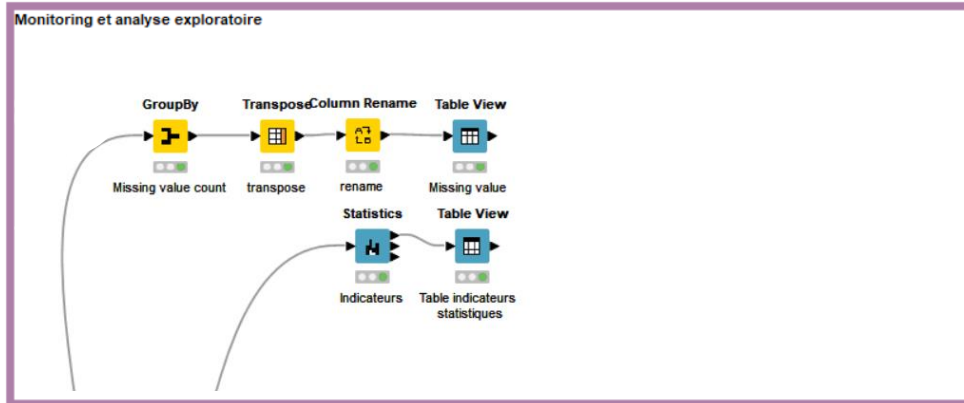 Monitoring et analyse exploratoire
GroupBy
Transpose
Column Rename
Table View
Missing value count
transpose
rename
Missing value
Statistics
Table View
Indicateurs
Table indicateurs
statistiques